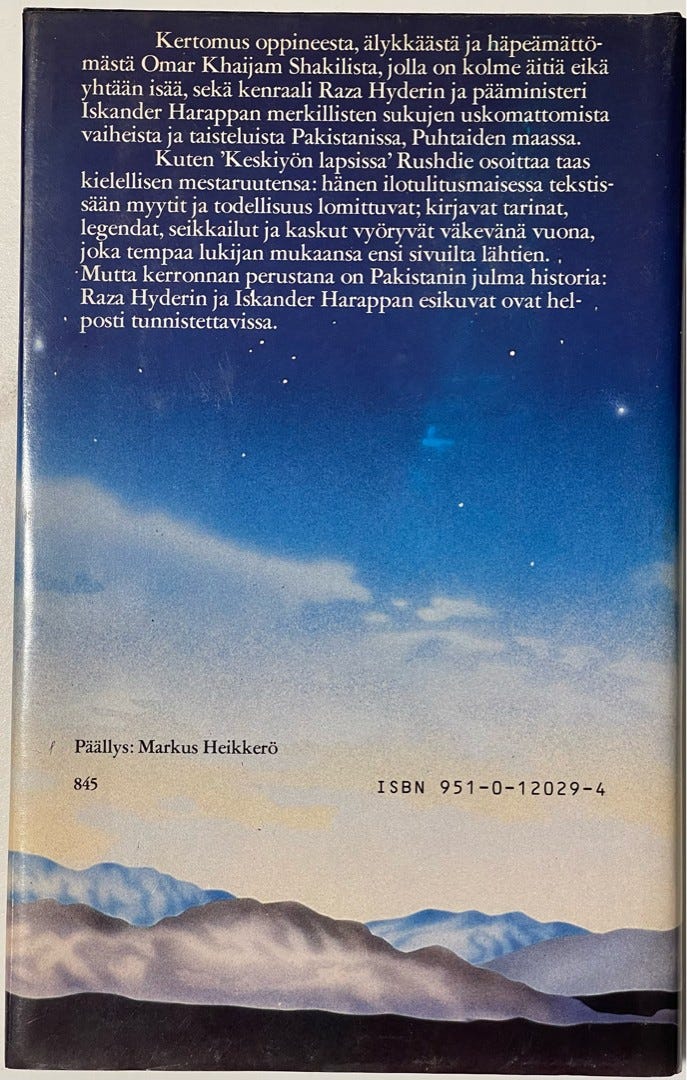 Kertomus oppineesta, älykkäästä ja häpeämättö-
mästä Omar Khaijam Shakilista, jolla on kolme äitiä eikä
yhtään isää, sekä kenraali Raza Hyderin ja pääministeri
Iskander Harappan merkillisten sukujen uskomattomista
vaiheista ja taisteluista Pakistanissa, Puhtaiden maassa.
Kuten 'Keskiyön lapsissa' Rushdie osoittaa taas
kielellisen mestaruutensa: hänen ilotulitusmaisessa tekstis-
sään myytit ja todellisuus lomittuvat; kirjavat tarinat,
legendat, seikkailut ja kaskut vyöryvät väkevänä vuona,
joka tempaa lukijan mukaansa ensi sivuilta lähtien.
Mutta kerronnan perustana on Pakistanin julma historia:
Raza Hyderin ja Iskander Harappan esikuvat ovat hel-
posti tunnistettavissa.
Päällys: Markus Heikkerö
845
ISBN 951-0-12029-4